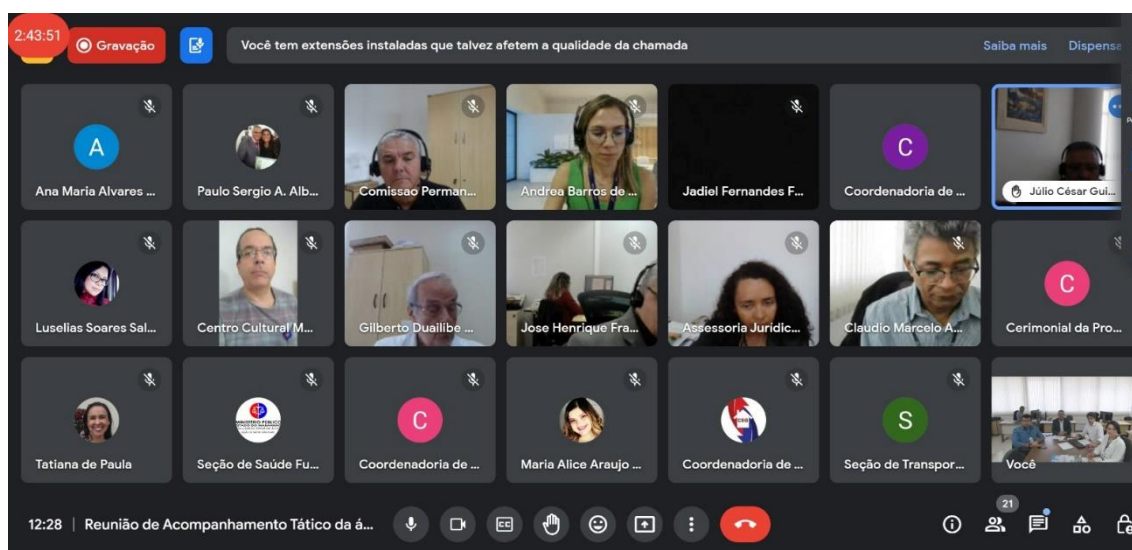 2:43:51
Gravação
Você tem extensões instaladas que talvez afetem a qualidade da chamada
Saiba mais
Dispensa
A
Ana Maria Alvares ...
Paulo Sergio A. Alb...
Comissao Perman...
Andrea Barros de ...
Jadiel Fernandes F...
C
Coordenadoria de ...
Júlio César Gui...
Luselias Soares Sal...
Centro Cultural M...
Gilberto Duailibe ...
Jose Henrique Fra...
Assessoria Jurídic...
Claudio Marcelo A...
C
Cerimonial da Pro...
Tatiana de Paula
MINISTÉRIO PÚBLICO
Seção de Saúde Fu...
C
Coordenadoria de ...
Maria Alice Araujo ...
Coordenadoria de ...
S
Seção de Transpor...
Você
12:28 | Reunião de Acompanhamento Tático da á...
CC
21